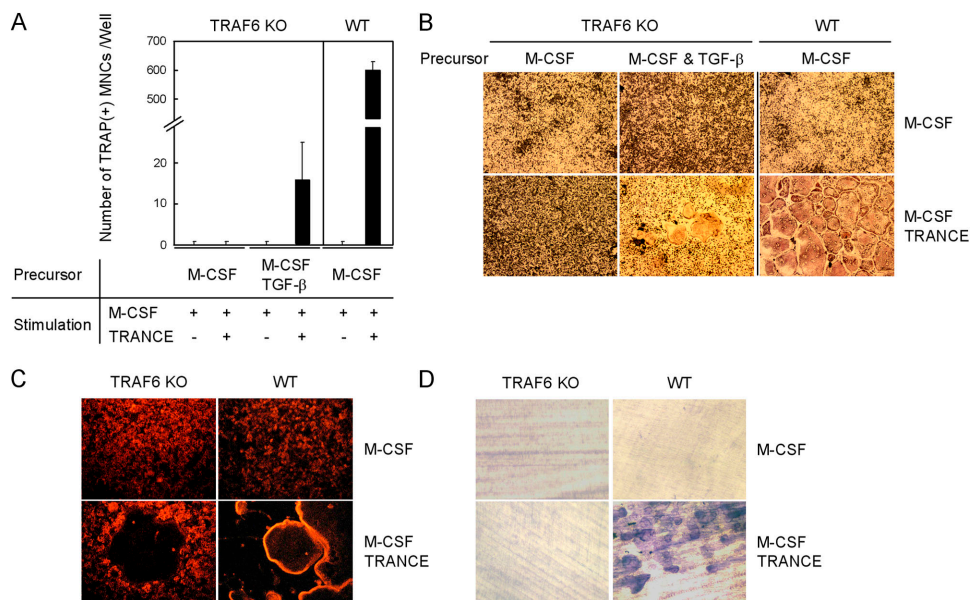 A
TRAF6 KO WT
Number of TRAP(+) MNCs /Well
700
600
500
20
10
0
Precursor M-CSF M-CSF TGF-β M-CSF
Stimulation
M-CSF + + + + + +
TRANCE - + - + - +
B
TRAF6 KO WT
Precursor M-CSF M-CSF & TGF-β M-CSF
M-CSF
M-CSF
TRANCE
C
TRAF6 KO WT
M-CSF
M-CSF
TRANCE
D
TRAF6 KO WT
M-CSF
M-CSF
TRANCE